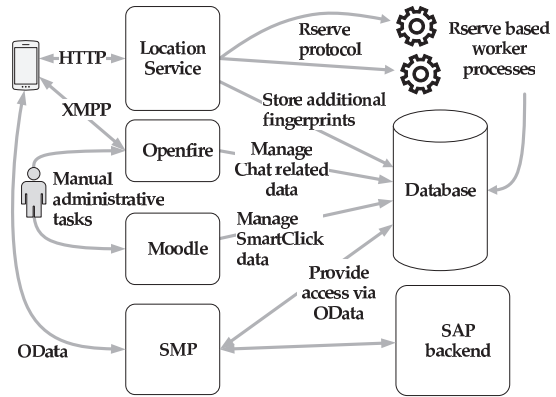 HTTP
Location
Service
Rserve
protocol
Rserve based
worker
processes
XMPP
Store additional
fingerprints
Openfire
Manage
Chat related
data
Database
Manual
administrative
tasks
Moodle
Manage
SmartClick
data
Provide
access via
OData
OData
SMP
SAP
backend